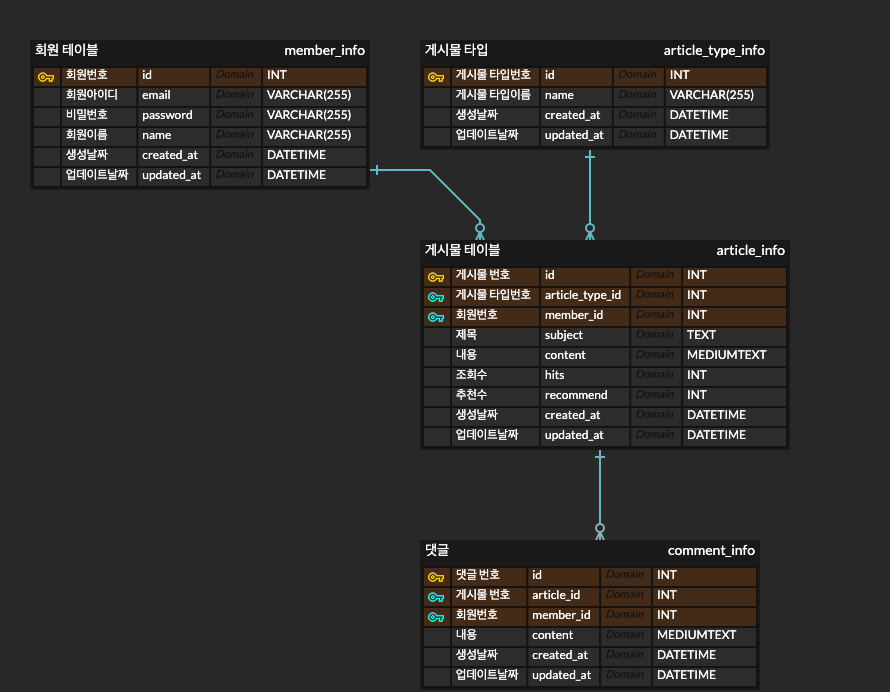 회원 테이블 member_info
회원번호 id Domain INT
회원아이디 email Domain VARCHAR(255)
비밀번호 password Domain VARCHAR(255)
회원이름 name Domain VARCHAR(255)
생성날짜 created_at Domain DATETIME
업데이트날짜 updated_at Domain DATETIME
게시물 타입 article_type_info
게시물 타입번호 id Domain INT
게시물 타입이름 name Domain VARCHAR(255)
생성날짜 created_at Domain DATETIME
업데이트날짜 updated_at Domain DATETIME
게시물 테이블 article_info
게시물 번호 id Domain INT
게시물 타입번호 article_type_id Domain INT
회원번호 member_id Domain INT
제목 subject Domain TEXT
내용 content Domain MEDIUMTEXT
조회수 hits Domain INT
추천수 recommend Domain INT
생성날짜 created_at Domain DATETIME
업데이트날짜 updated_at Domain DATETIME
댓글 comment_info
댓글 번호 id Domain INT
게시물 번호 article_id Domain INT
회원번호 member_id Domain INT
내용 content Domain MEDIUMTEXT
생성날짜 created_at Domain DATETIME
업데이트날짜 updated_at Domain DATETIME